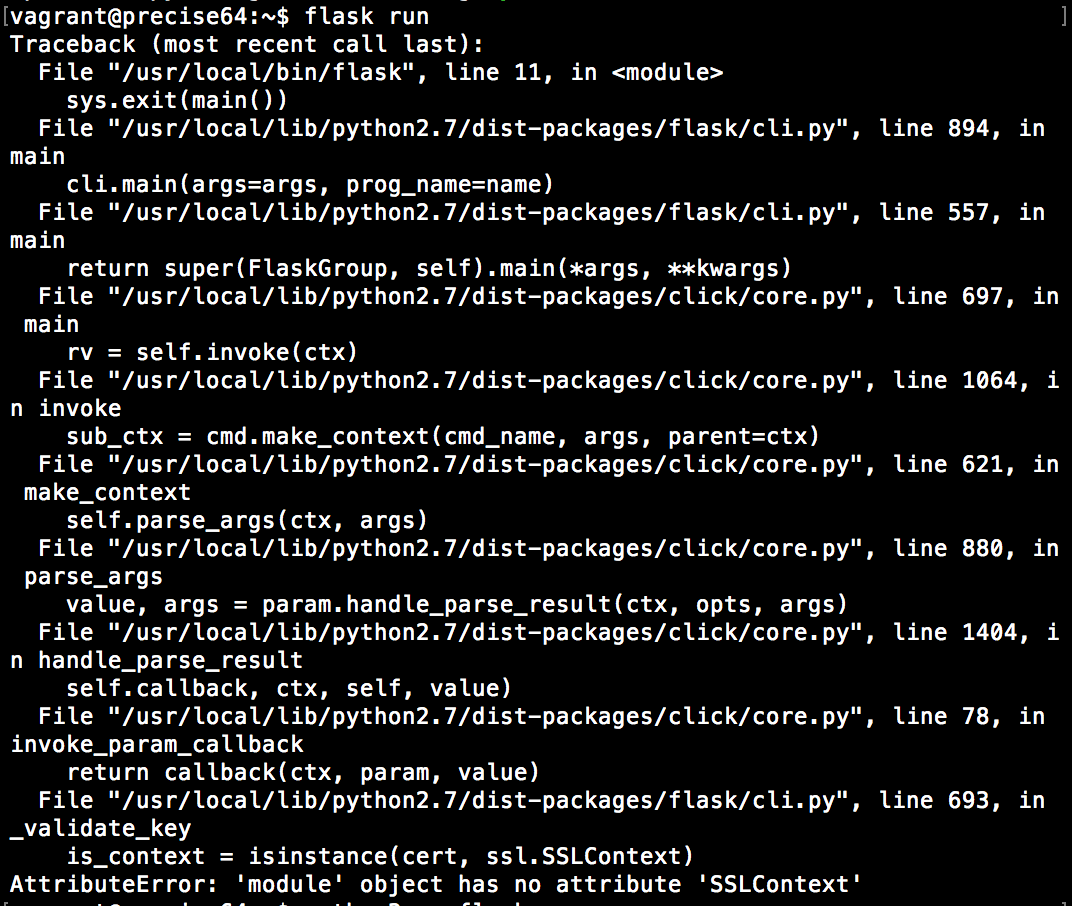 [vagrant@precise64:~$ flask run ]
Traceback (most recent call last):
  File "/usr/local/bin/flask", line 11, in <module>
    sys.exit(main())
  File "/usr/local/lib/python2.7/dist-packages/flask/cli.py", line 894, in
main
    cli.main(args=args, prog_name=name)
  File "/usr/local/lib/python2.7/dist-packages/flask/cli.py", line 557, in
main
    return super(FlaskGroup, self).main(*args, **kwargs)
  File "/usr/local/lib/python2.7/dist-packages/click/core.py", line 697, in
 main
    rv = self.invoke(ctx)
  File "/usr/local/lib/python2.7/dist-packages/click/core.py", line 1064, i
n invoke
    sub_ctx = cmd.make_context(cmd_name, args, parent=ctx)
  File "/usr/local/lib/python2.7/dist-packages/click/core.py", line 621, in
 make_context
    self.parse_args(ctx, args)
  File "/usr/local/lib/python2.7/dist-packages/click/core.py", line 880, in
 parse_args
    value, args = param.handle_parse_result(ctx, opts, args)
  File "/usr/local/lib/python2.7/dist-packages/click/core.py", line 1404, i
n handle_parse_result
    self.callback, ctx, self, value)
  File "/usr/local/lib/python2.7/dist-packages/click/core.py", line 78, in
invoke_param_callback
    return callback(ctx, param, value)
  File "/usr/local/lib/python2.7/dist-packages/flask/cli.py", line 693, in
_validate_key
    is_context = isinstance(cert, ssl.SSLContext)
AttributeError: 'module' object has no attribute 'SSLContext'